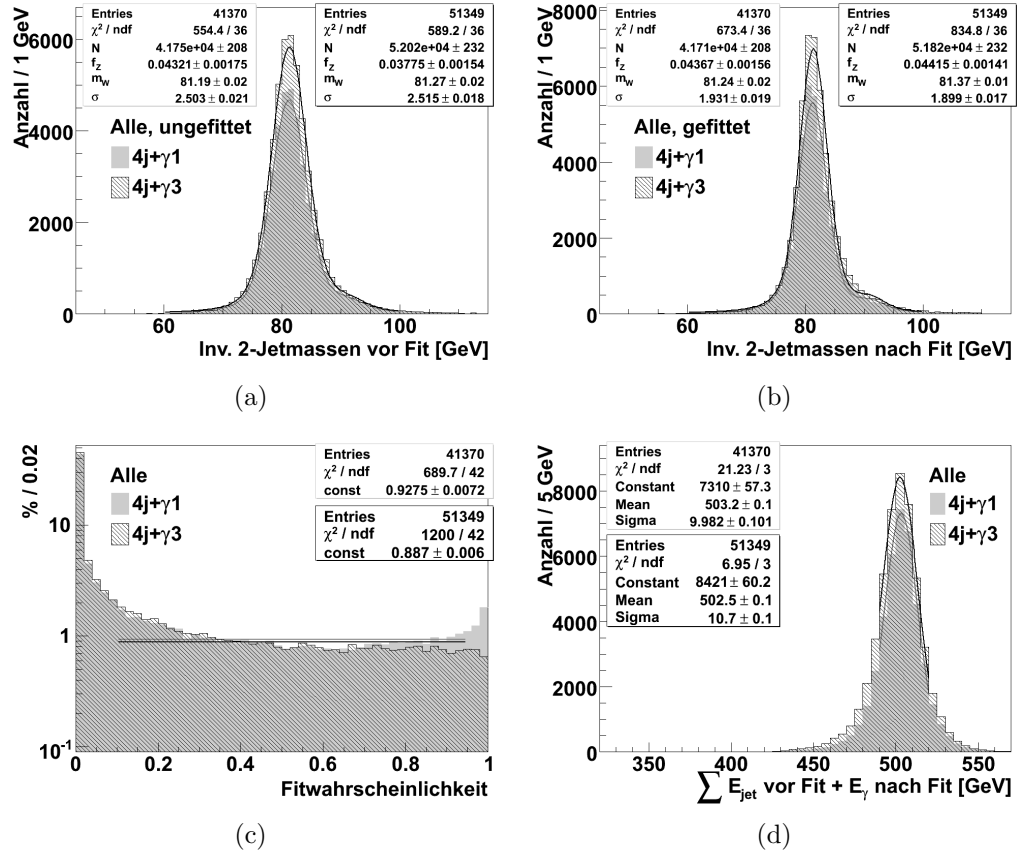 Entries 41370
χ² / ndf 554.4 / 36
N 4.175e+04 ± 208
f_Z 0.04321 ± 0.00175
m_W 81.19 ± 0.02
σ 2.503 ± 0.021
Entries 51349
χ² / ndf 589.2 / 36
N 5.202e+04 ± 232
f_Z 0.03775 ± 0.00154
m_W 81.27 ± 0.02
σ 2.515 ± 0.018
Anzahl / 1 GeV
6000
4000
2000
0
Alle, ungefittet
4j+γ1
4j+γ3
60 80 100
Inv. 2-Jetmassen vor Fit [GeV]
(a)
Entries 41370
χ² / ndf 673.4 / 36
N 4.171e+04 ± 208
f_Z 0.04367 ± 0.00156
m_W 81.24 ± 0.02
σ 1.931 ± 0.019
Entries 51349
χ² / ndf 834.8 / 36
N 5.182e+04 ± 232
f_Z 0.04415 ± 0.00141
m_W 81.37 ± 0.01
σ 1.899 ± 0.017
Anzahl / 1 GeV
8000
6000
4000
2000
0
Alle, gefittet
4j+γ1
4j+γ3
60 80 100
Inv. 2-Jetmassen nach Fit [GeV]
(b)
% / 0.02
10
1
10⁻¹
Alle
4j+γ1
4j+γ3
Entries 41370
χ² / ndf 689.7 / 42
const 0.9275 ± 0.0072
Entries 51349
χ² / ndf 1200 / 42
const 0.887 ± 0.006
0 0.2 0.4 0.6 0.8 1
Fitwahrscheinlichkeit
(c)
Anzahl / 5 GeV
8000
6000
4000
2000
0
Entries 41370
χ² / ndf 21.23 / 3
Constant 7310 ± 57.3
Mean 503.2 ± 0.1
Sigma 9.982 ± 0.101
Entries 51349
χ² / ndf 6.95 / 3
Constant 8421 ± 60.2
Mean 502.5 ± 0.1
Sigma 10.7 ± 0.1
Alle
4j+γ1
4j+γ3
350 400 450 500 550
∑ E_jet vor Fit + E_γ nach Fit [GeV]
(d)